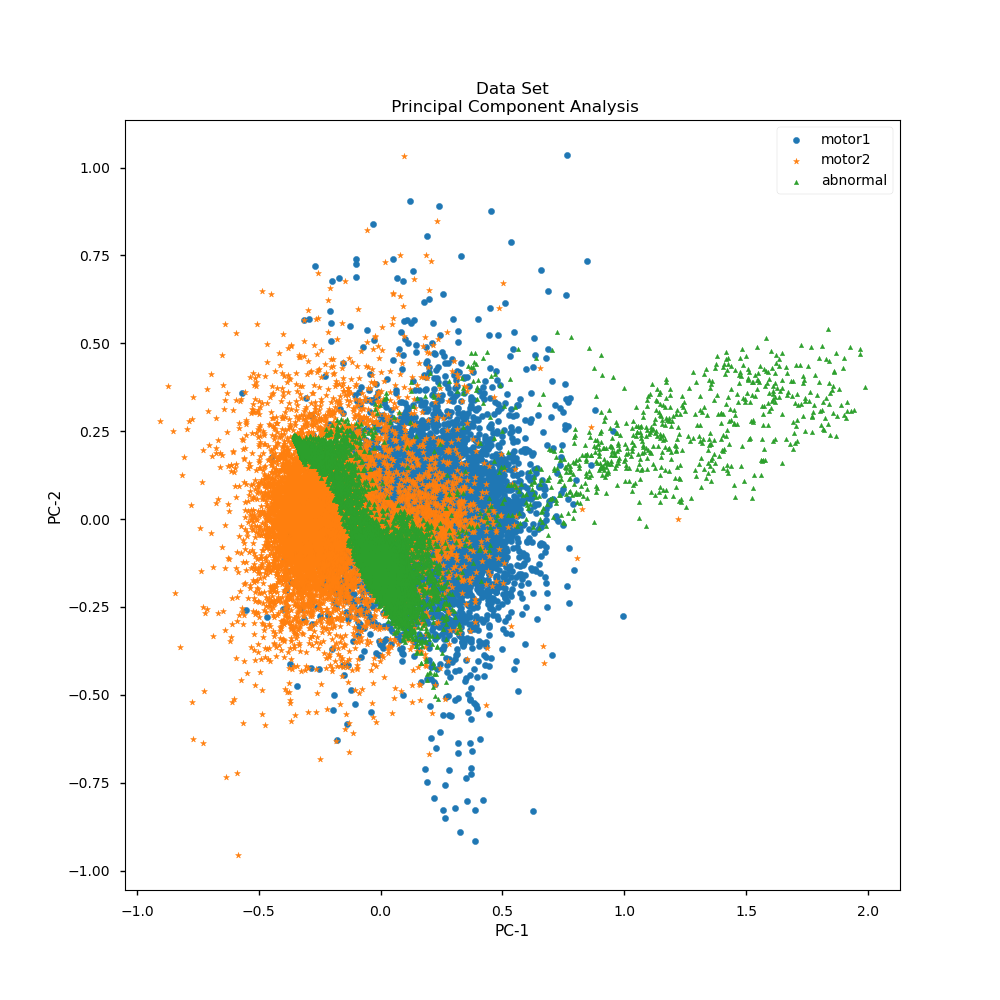 Data Set
Principal Component Analysis
motor1
motor2
abnormal
1.00
0.75
0.50
0.25
0.00
−0.25
−0.50
−0.75
−1.00
PC-2
−1.0 −0.5 0.0 0.5 1.0 1.5 2.0
PC-1